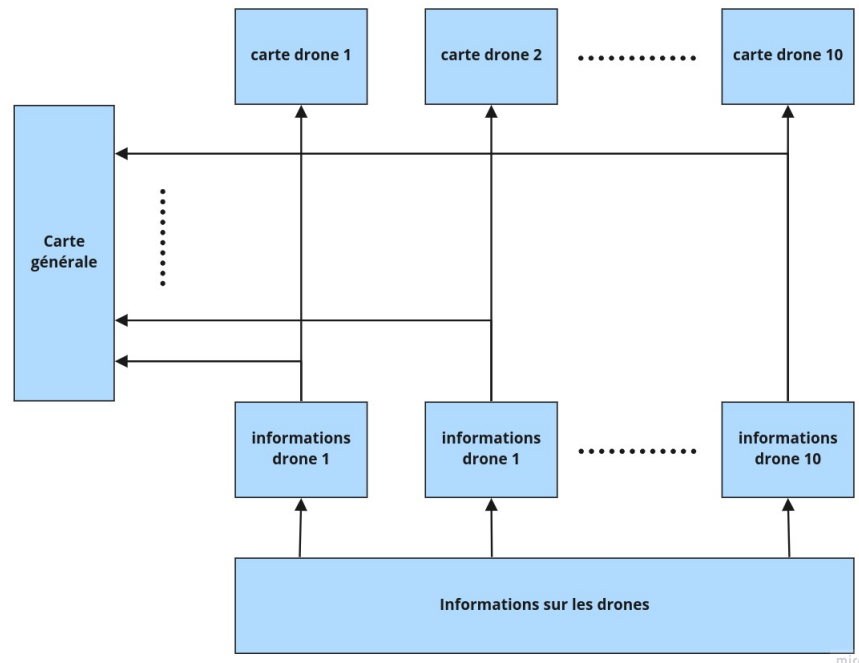 carte drone 1
carte drone 2
carte drone 10
Carte
générale
informations
drone 1
informations
drone 1
informations
drone 10
Informations sur les drones